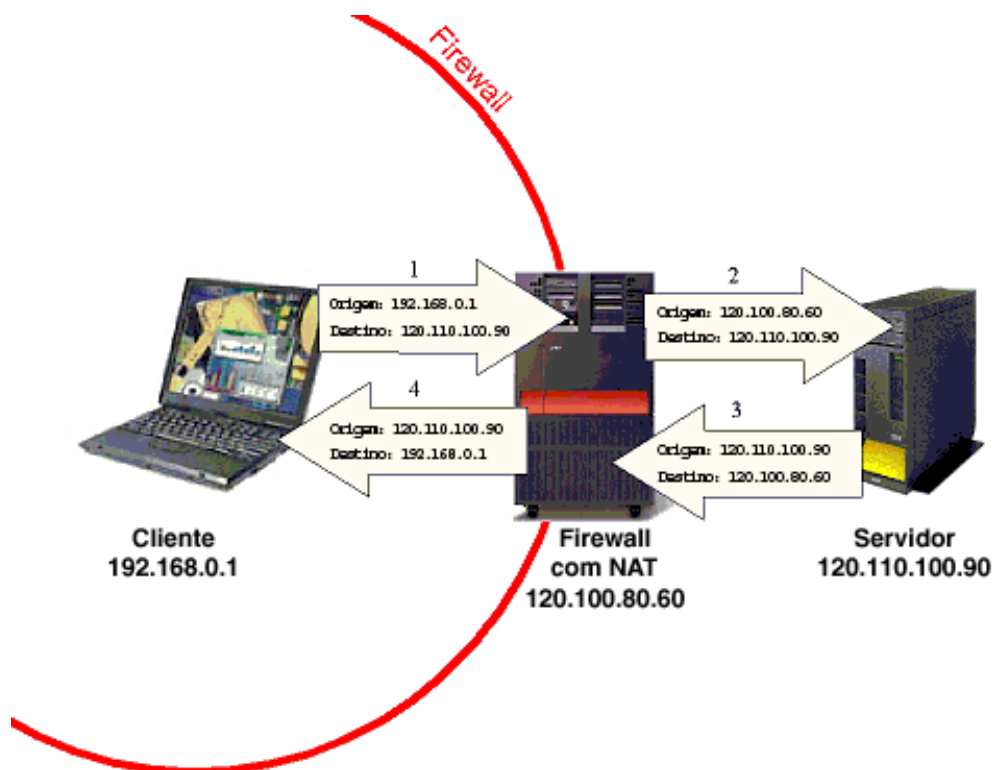 Firewall
1
Origem: 192.168.0.1
Destino: 120.110.100.90
2
Origem: 120.100.80.60
Destino: 120.110.100.90
4
Origem: 120.110.100.90
Destino: 192.168.0.1
3
Origem: 120.110.100.90
Destino: 120.100.80.60
Cliente
192.168.0.1
Firewall
com NAT
120.100.80.60
Servidor
120.110.100.90